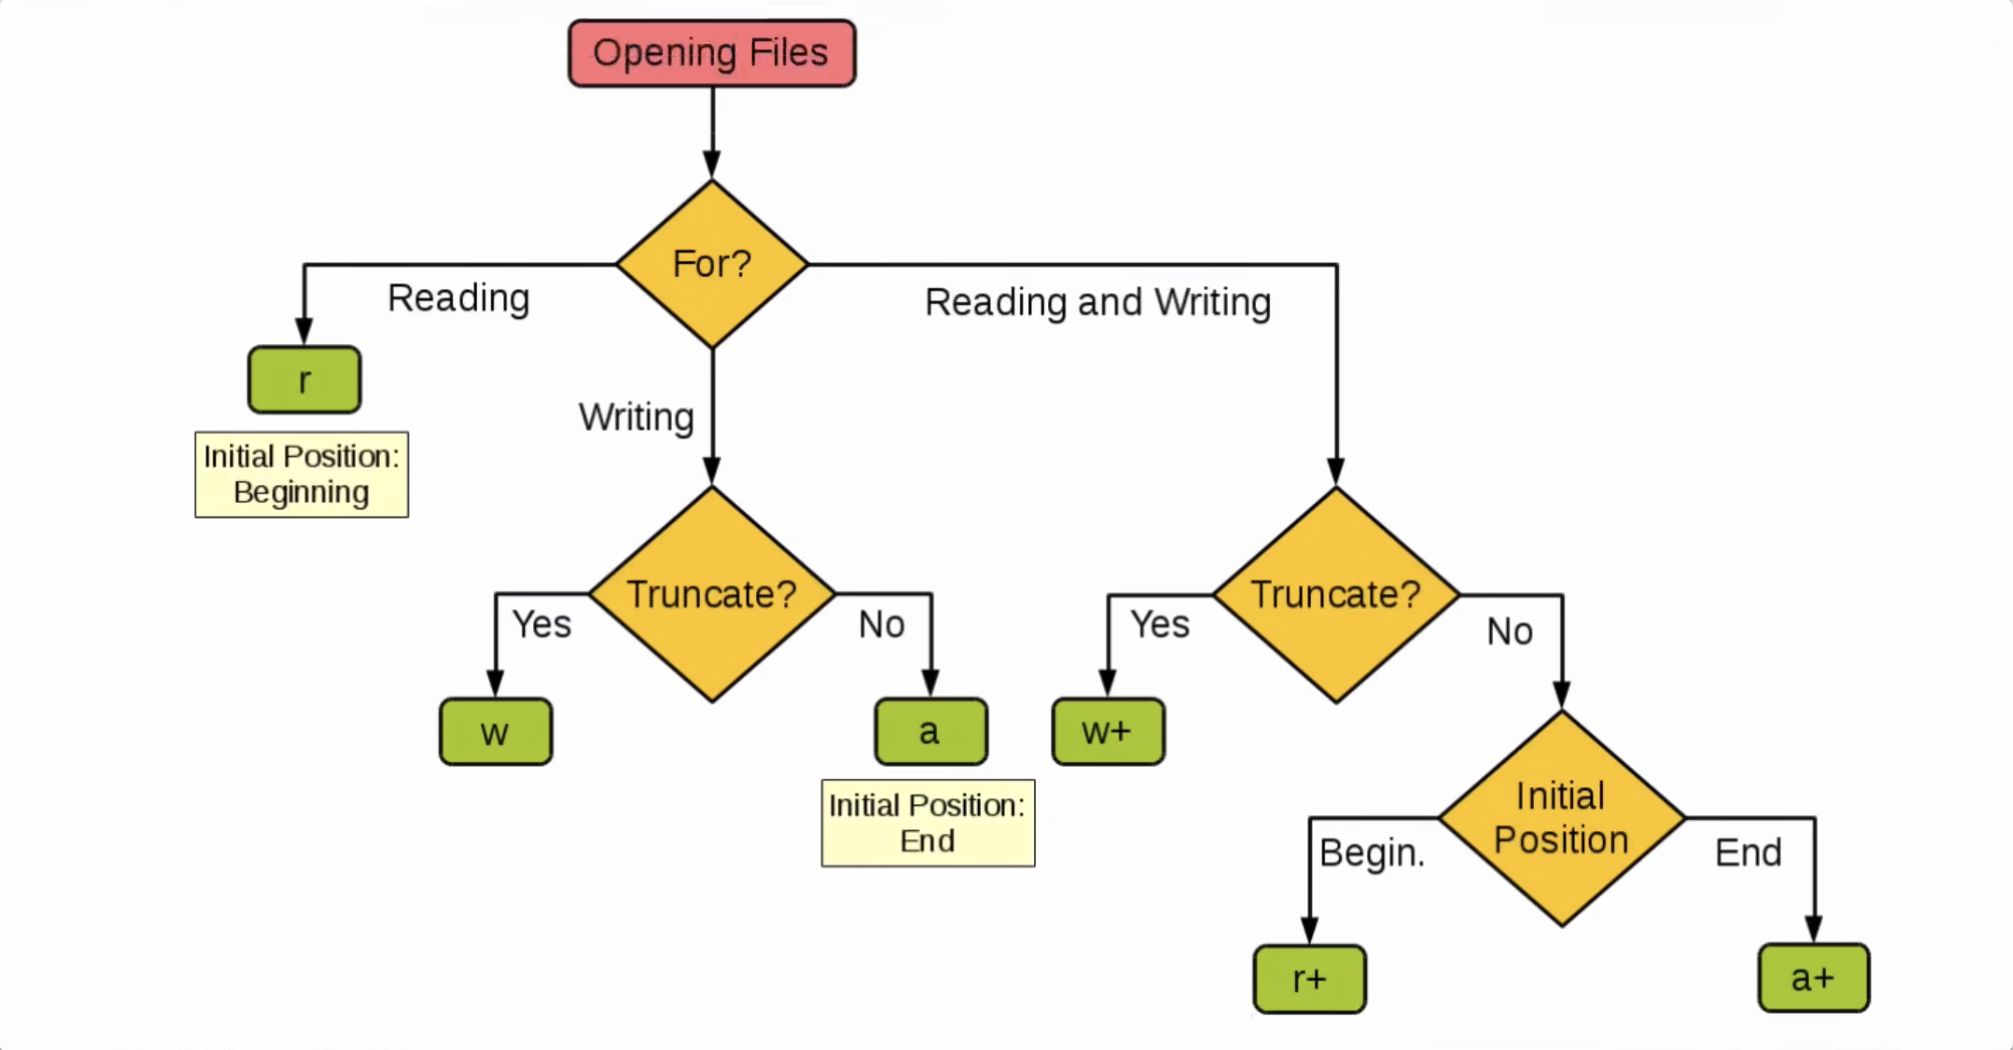 Opening Files
For?
Reading
Reading and Writing
r
Initial Position:
Beginning
Writing
Truncate?
Yes
No
w
a
Initial Position:
End
Truncate?
Yes
No
w+
Initial
Position
Begin.
End
r+
a+